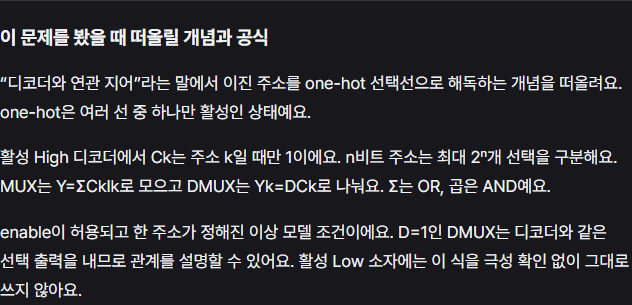 이 문제를 봤을 때 떠올릴 개념과 공식
“디코더와 연관 지어”라는 말에서 이진 주소를 one-hot 선택선으로 해독하는 개념을 떠올려요.
one-hot은 여러 선 중 하나만 활성인 상태예요.
활성 High 디코더에서 Ck는 주소 k일 때만 1이에요. n비트 주소는 최대 2ⁿ개 선택을 구분해요.
MUX는 Y=ΣCkIk로 모으고 DMUX는 Yk=DCk로 나눠요. Σ는 OR, 곱은 AND예요.
enable이 허용되고 한 주소가 정해진 이상 모델 조건이에요. D=1인 DMUX는 디코더와 같은
선택 출력을 내므로 관계를 설명할 수 있어요. 활성 Low 소자에는 이 식을 극성 확인 없이 그대로
쓰지 않아요.